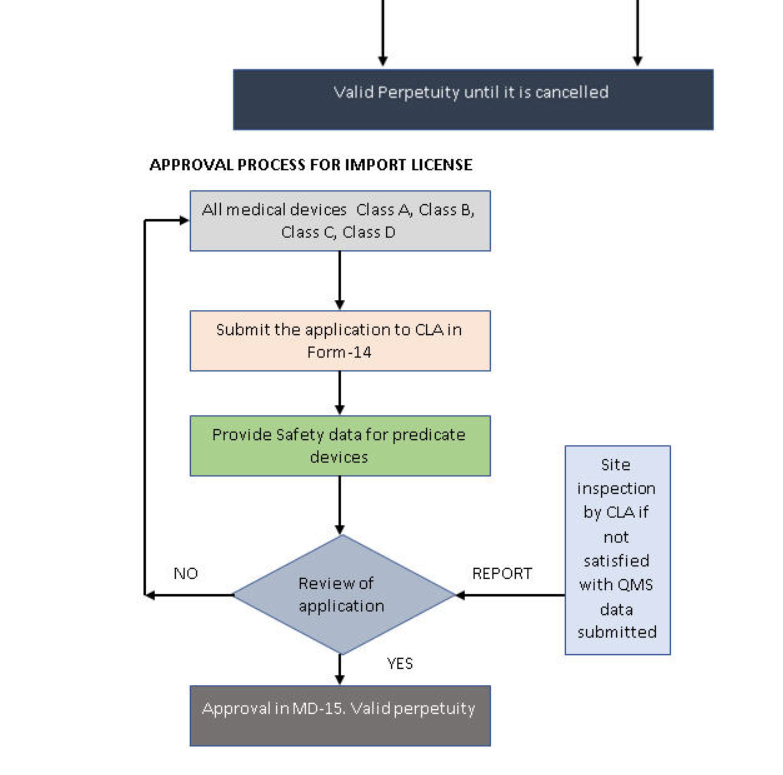 Valid Perpetuity until it is cancelled
APPROVAL PROCESS FOR IMPORT LICENSE
All medical devices Class A, Class B,
Class C, Class D
Submit the application to CLA in
Form-14
Provide Safety data for predicate
devices
Site
inspection
by CLA if
not
satisfied
with QMS
data
submitted
NO
Review of
application
REPORT
YES
Approval in MD-15. Valid perpetuity